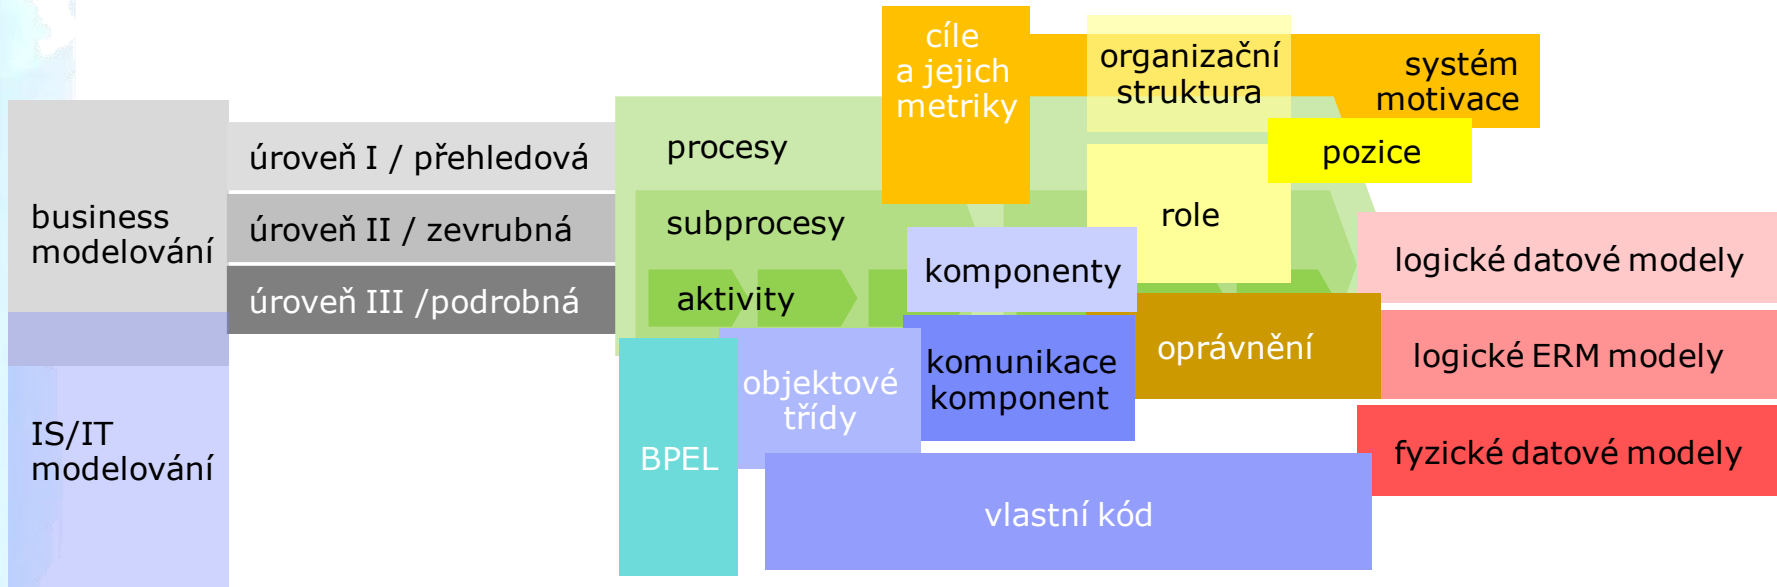 business
modelování
IS/IT
modelování
úroveň I / přehledová
úroveň II / zevrubná
úroveň III /podrobná
procesy
subprocesy
aktivity
cíle
a jejich
metriky
organizační
struktura
systém
motivace
pozice
role
komponenty
komunikace
komponent
oprávnění
objektové
třídy
BPEL
vlastní kód
logické datové modely
logické ERM modely
fyzické datové modely